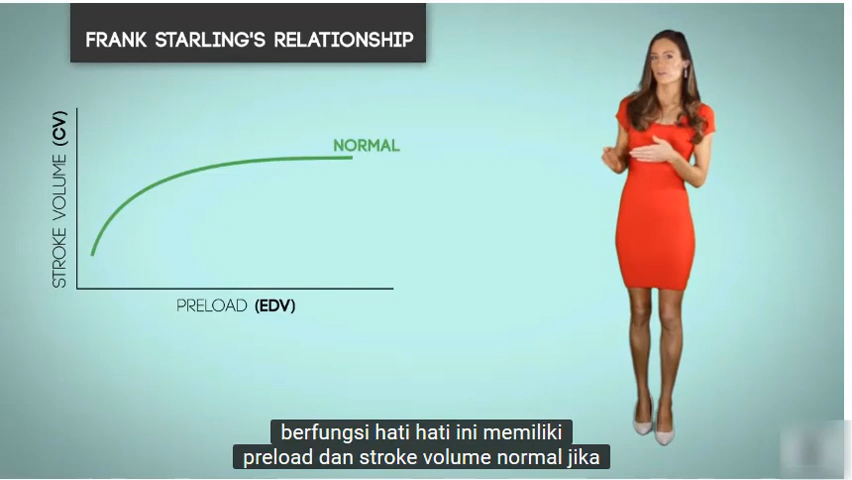 FRANK STARLING'S RELATIONSHIP
STROKE VOLUME (CV)
NORMAL
PRELOAD (EDV)
berfungsi hati hati ini memiliki
preload dan stroke volume normal jika